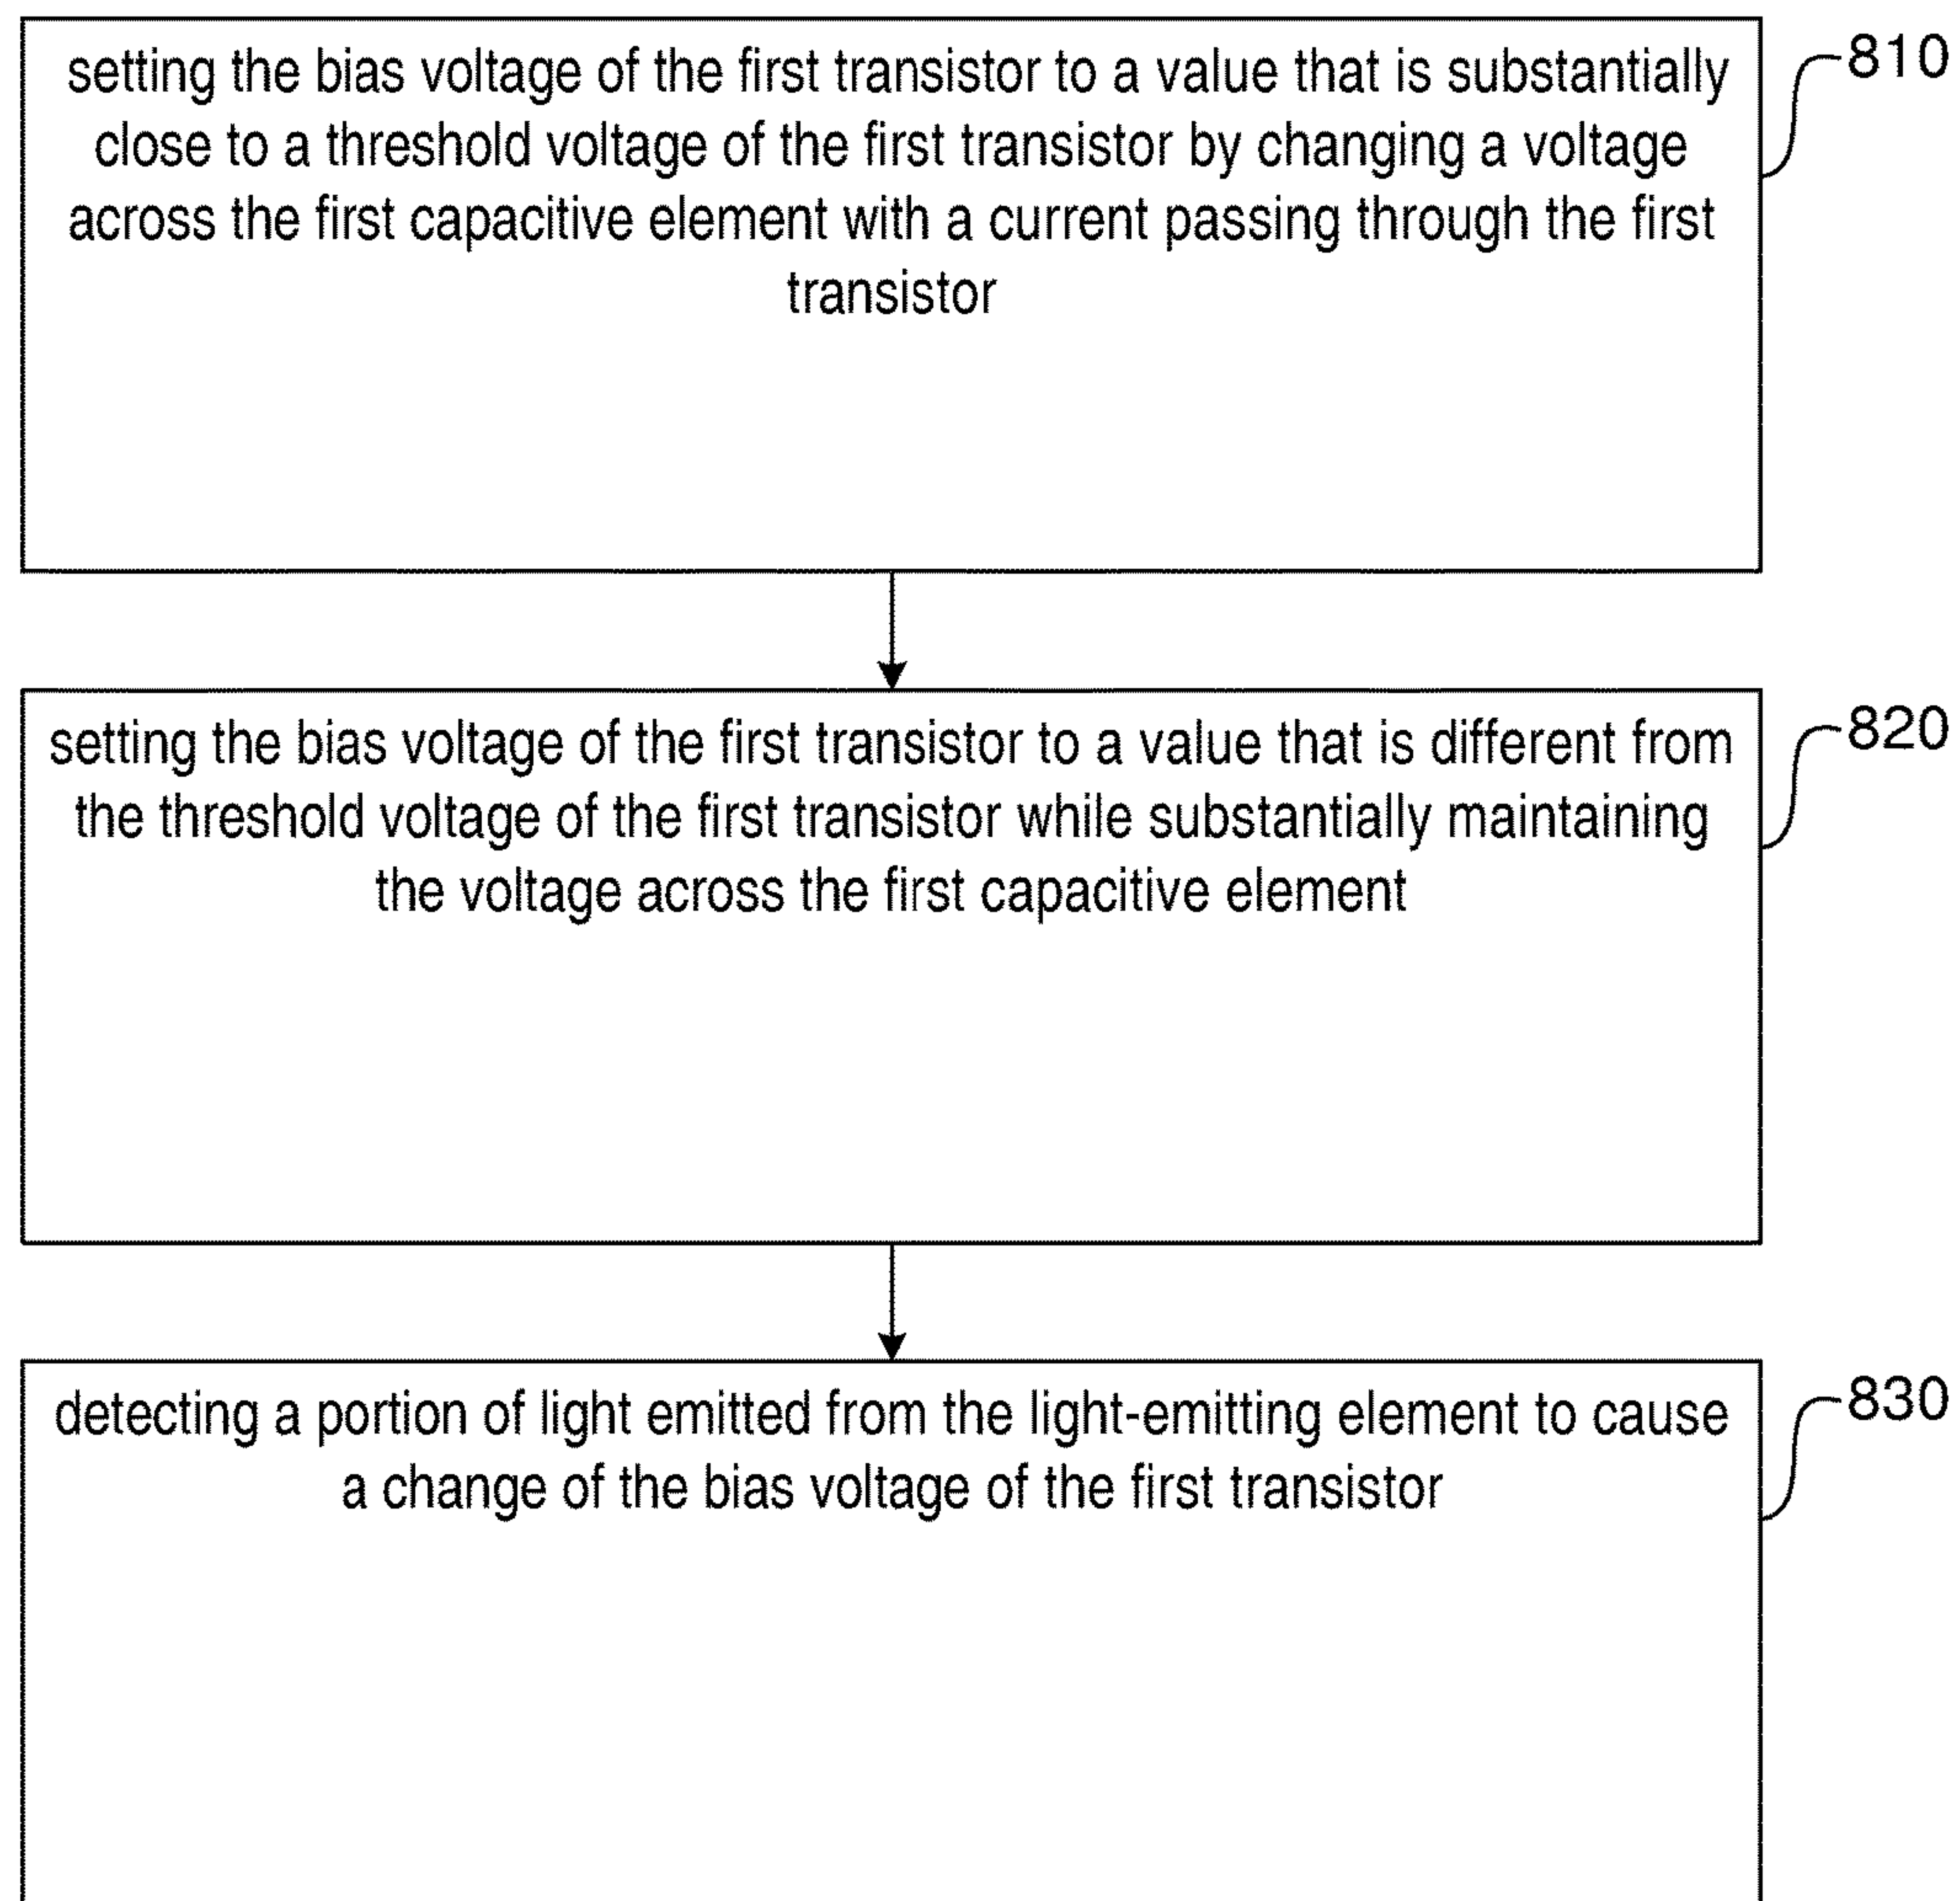 setting the bias voltage of the first transistor to a value that is substantially
close to a threshold voltage of the first transistor by changing a voltage
across the first capacitive element with a current passing through the first
transistor
810
setting the bias voltage of the first transistor to a value that is different from
the threshold voltage of the first transistor while substantially maintaining
the voltage across the first capacitive element
820
detecting a portion of light emitted from the light-emitting element to cause
a change of the bias voltage of the first transistor
830